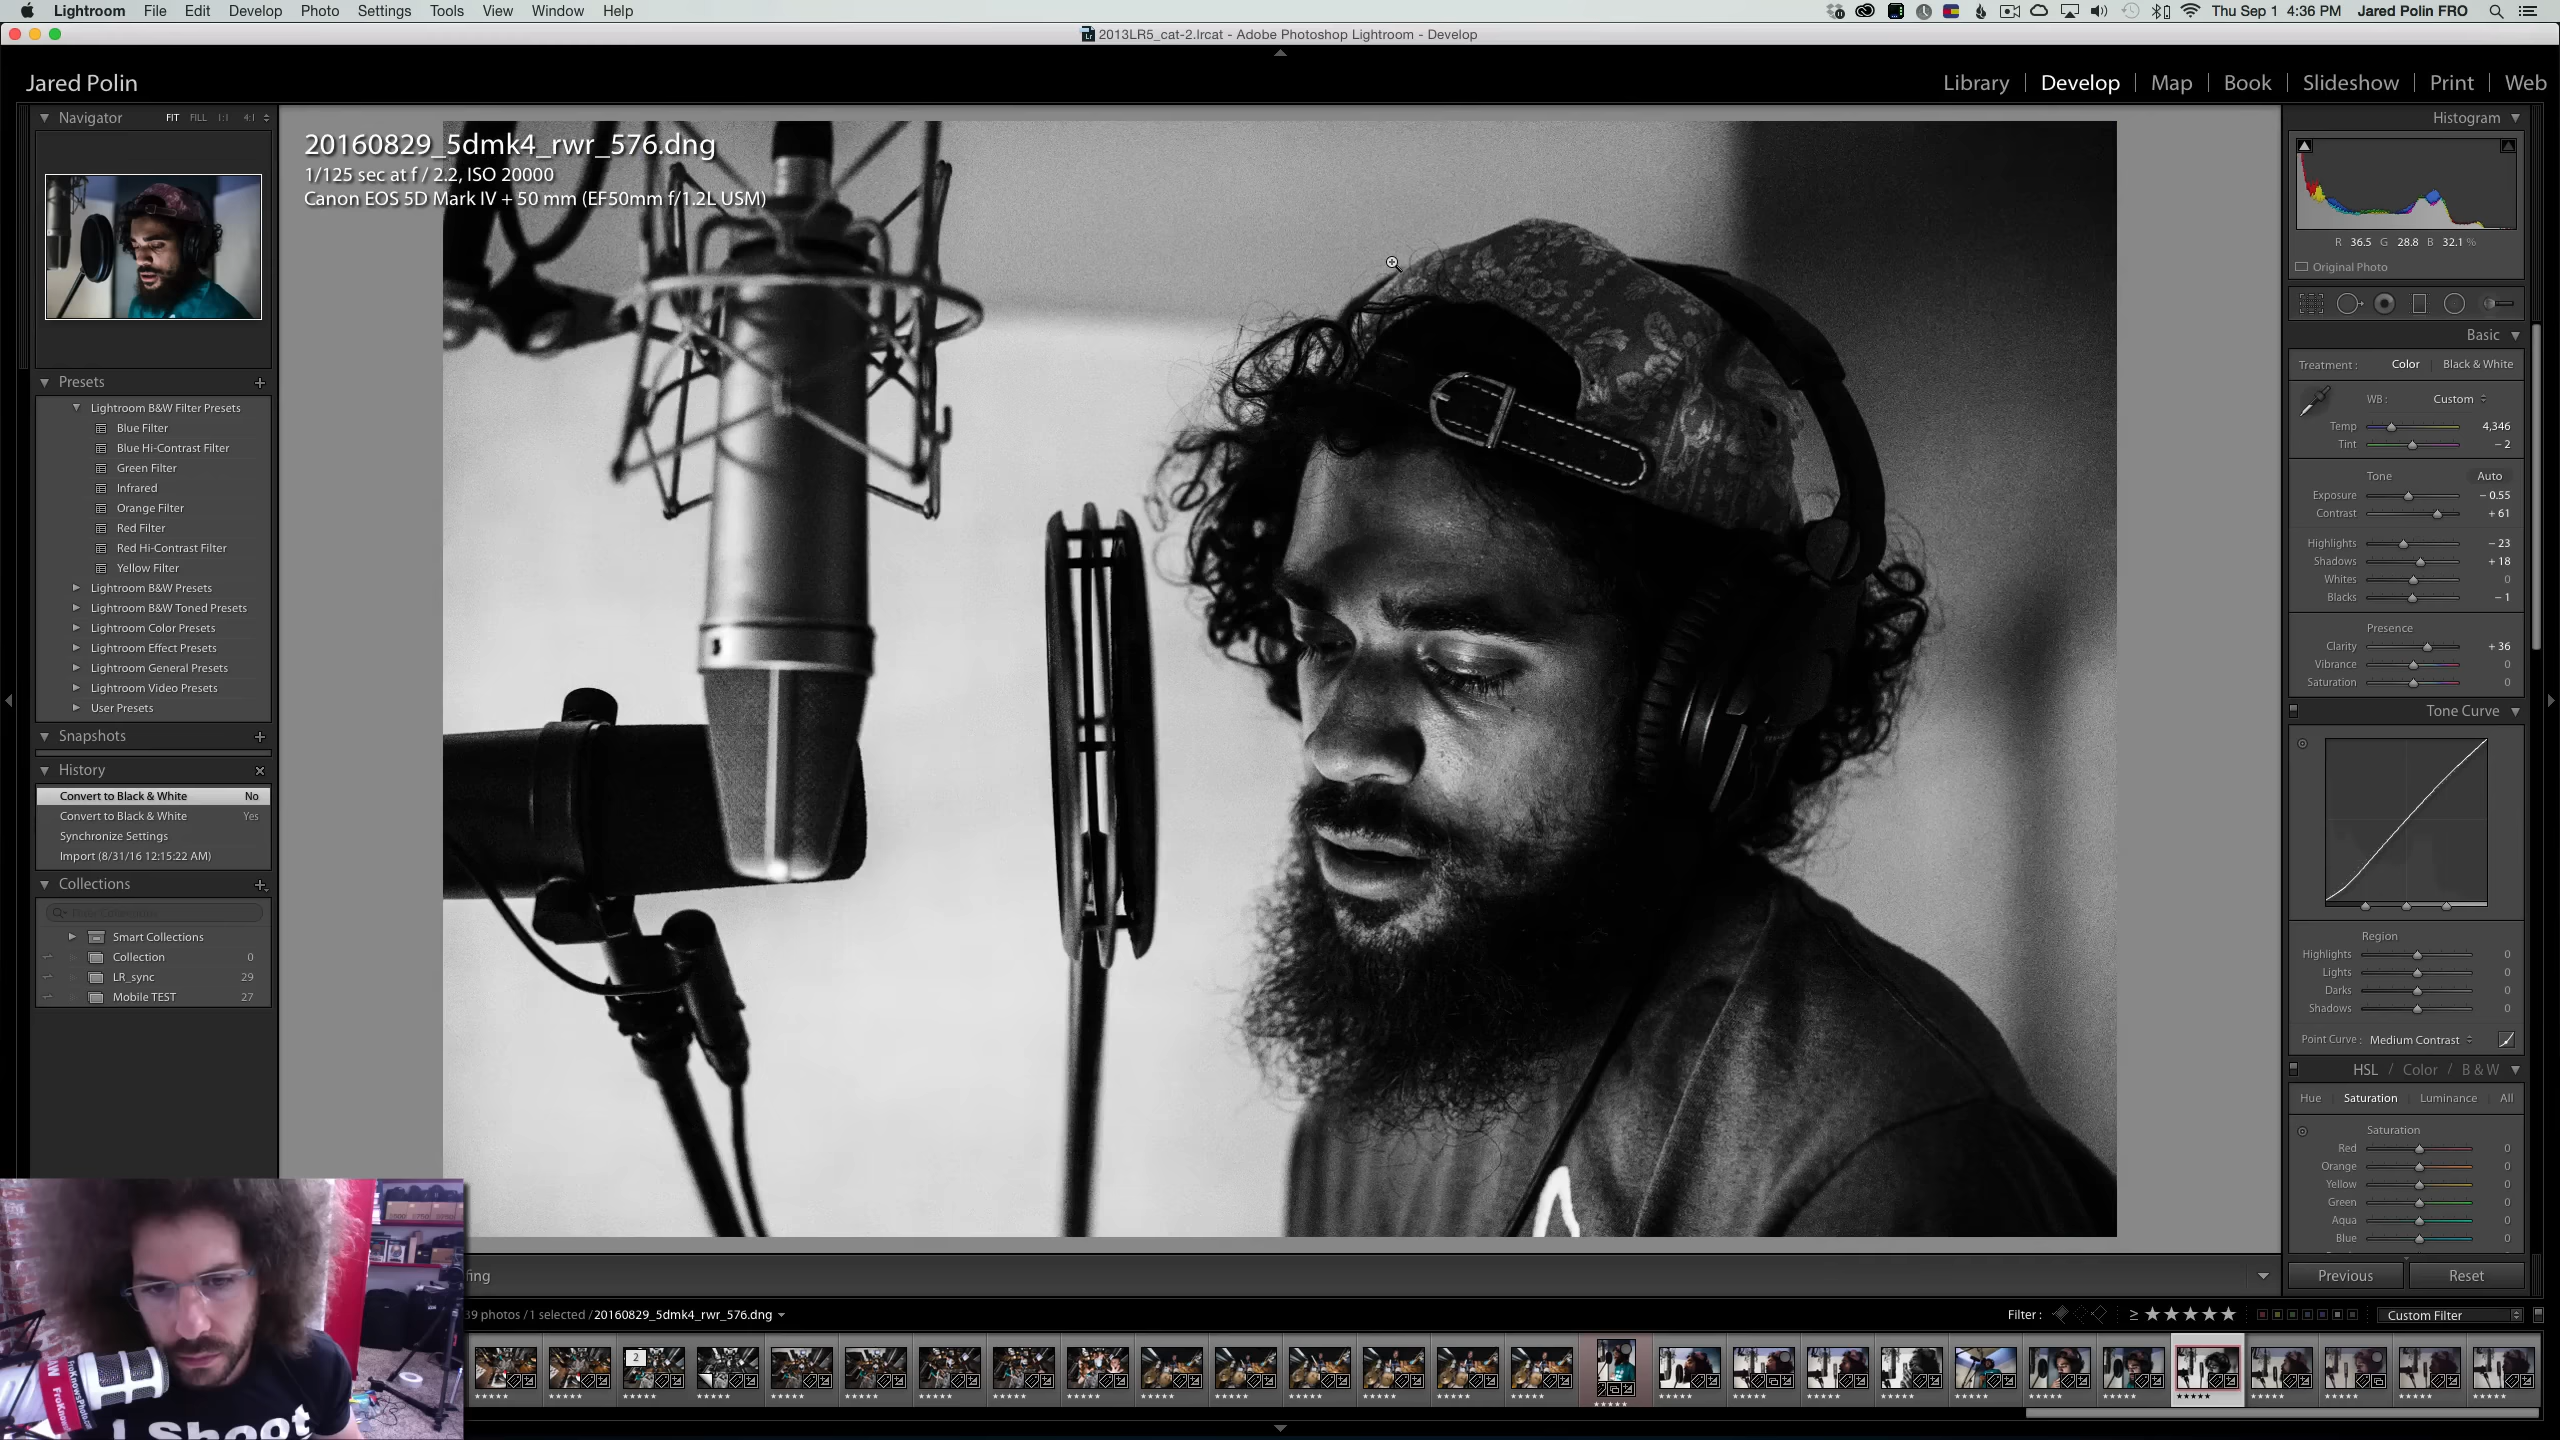 Lightroom File Edit Develop Photo Settings Tools View Window Help
Thu Sep 1 4:36 PM Jared Polin FRO
2013LR5_cat-2.lrcat - Adobe Photoshop Lightroom - Develop
Jared Polin
Library | Develop | Map | Book | Slideshow | Print | Web
Navigator FIT FILL 1:1 4:1
20160829_5dmk4_rwr_576.dng
1/125 sec at f / 2.2, ISO 20000
Canon EOS 5D Mark IV + 50 mm (EF50mm f/1.2L USM)
Presets
Lightroom B&W Filter Presets
Blue Filter
Blue Hi-Contrast Filter
Green Filter
Infrared
Orange Filter
Red Filter
Red Hi-Contrast Filter
Yellow Filter
Lightroom B&W Presets
Lightroom B&W Toned Presets
Lightroom Color Presets
Lightroom Effect Presets
Lightroom General Presets
Lightroom Video Presets
User Presets
Snapshots
History
Convert to Black & White No
Convert to Black & White Yes
Synchronize Settings
Import (8/31/16 12:15:22 AM)
Collections
Smart Collections
Collection 0
LR_sync 29
Mobile TEST 27
Histogram
R 36.5 G 28.8 B 32.1 %
Original Photo
Basic
Treatment : Color | Black & White
WB : Custom
Temp 4,346
Tint - 2
Tone Auto
Exposure - 0.55
Contrast + 61
Highlights - 23
Shadows + 18
Whites 0
Blacks - 1
Presence
Clarity + 36
Vibrance 0
Saturation 0
Tone Curve
Region
Highlights 0
Lights 0
Darks 0
Shadows 0
Point Curve : Medium Contrast
HSL / Color / B & W
Hue Saturation Luminance All
Saturation
Red 0
Orange 0
Yellow 0
Green 0
Aqua 0
Blue 0
Previous Reset
fing
39 photos / 1 selected / 20160829_5dmk4_rwr_576.dng
Filter : ≥ ★★★★★ Custom Filter
2
I Shoot